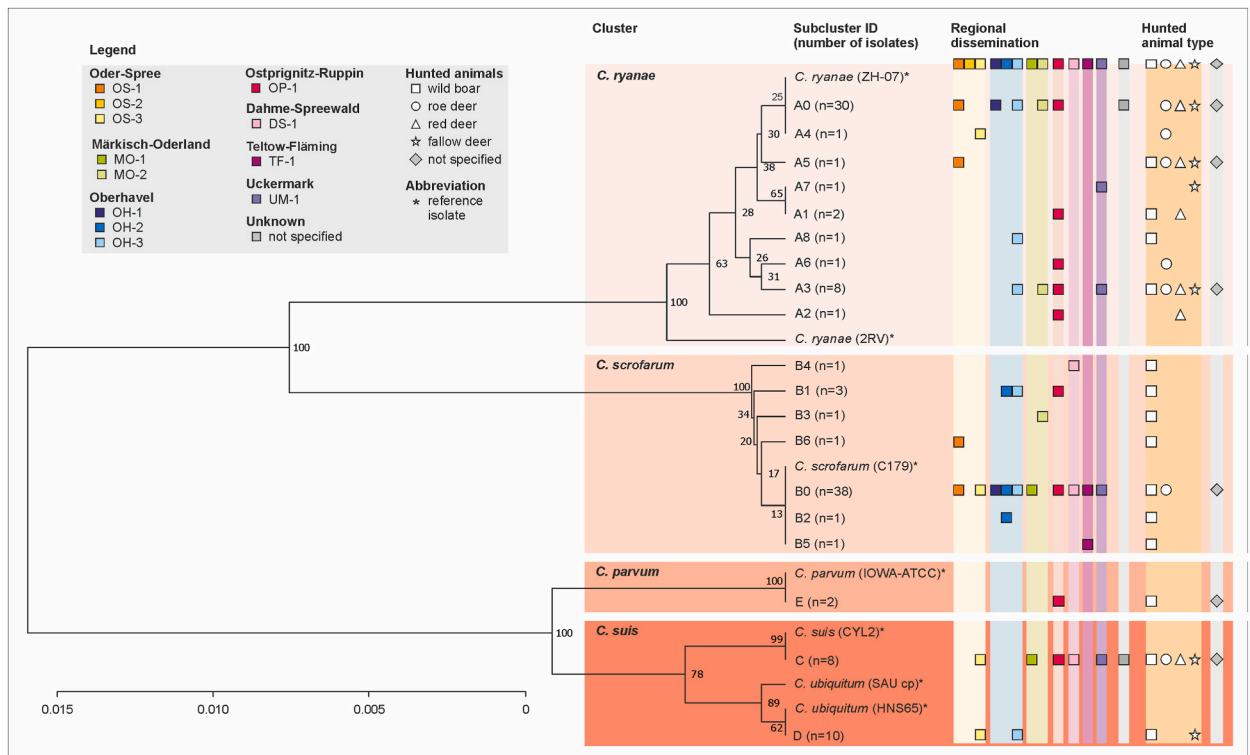 Legend
Oder-Spree
OS-1
OS-2
OS-3
Märkisch-Oderland
MO-1
MO-2
Oberhavel
OH-1
OH-2
OH-3
Ostprignitz-Ruppin
OP-1
Dahme-Spreewald
DS-1
Teltow-Fläming
TF-1
Uckermark
UM-1
Unknown
not specified
Hunted animals
wild boar
roe deer
red deer
fallow deer
not specified
Abbreviation
* reference
isolate
Cluster
Subcluster ID
(number of isolates)
Regional
dissemination
Hunted
animal type
C. ryanae
C. ryanae (ZH-07)*
25
A0 (n=30)
30
A4 (n=1)
38
A5 (n=1)
A7 (n=1)
65
28
A1 (n=2)
A8 (n=1)
63
26
A6 (n=1)
31
A3 (n=8)
100
A2 (n=1)
C. ryanae (2RV)*
100
C. scrofarum
B4 (n=1)
100
B1 (n=3)
34
B3 (n=1)
20
B6 (n=1)
C. scrofarum (C179)*
17
B0 (n=38)
13
B2 (n=1)
B5 (n=1)
C. parvum
C. parvum (IOWA-ATCC)*
100
E (n=2)
100
C. suis
C. suis (CYL2)*
99
C (n=8)
78
C. ubiquitum (SAU cp)*
89
C. ubiquitum (HNS65)*
62
D (n=10)
0.015
0.010
0.005
0